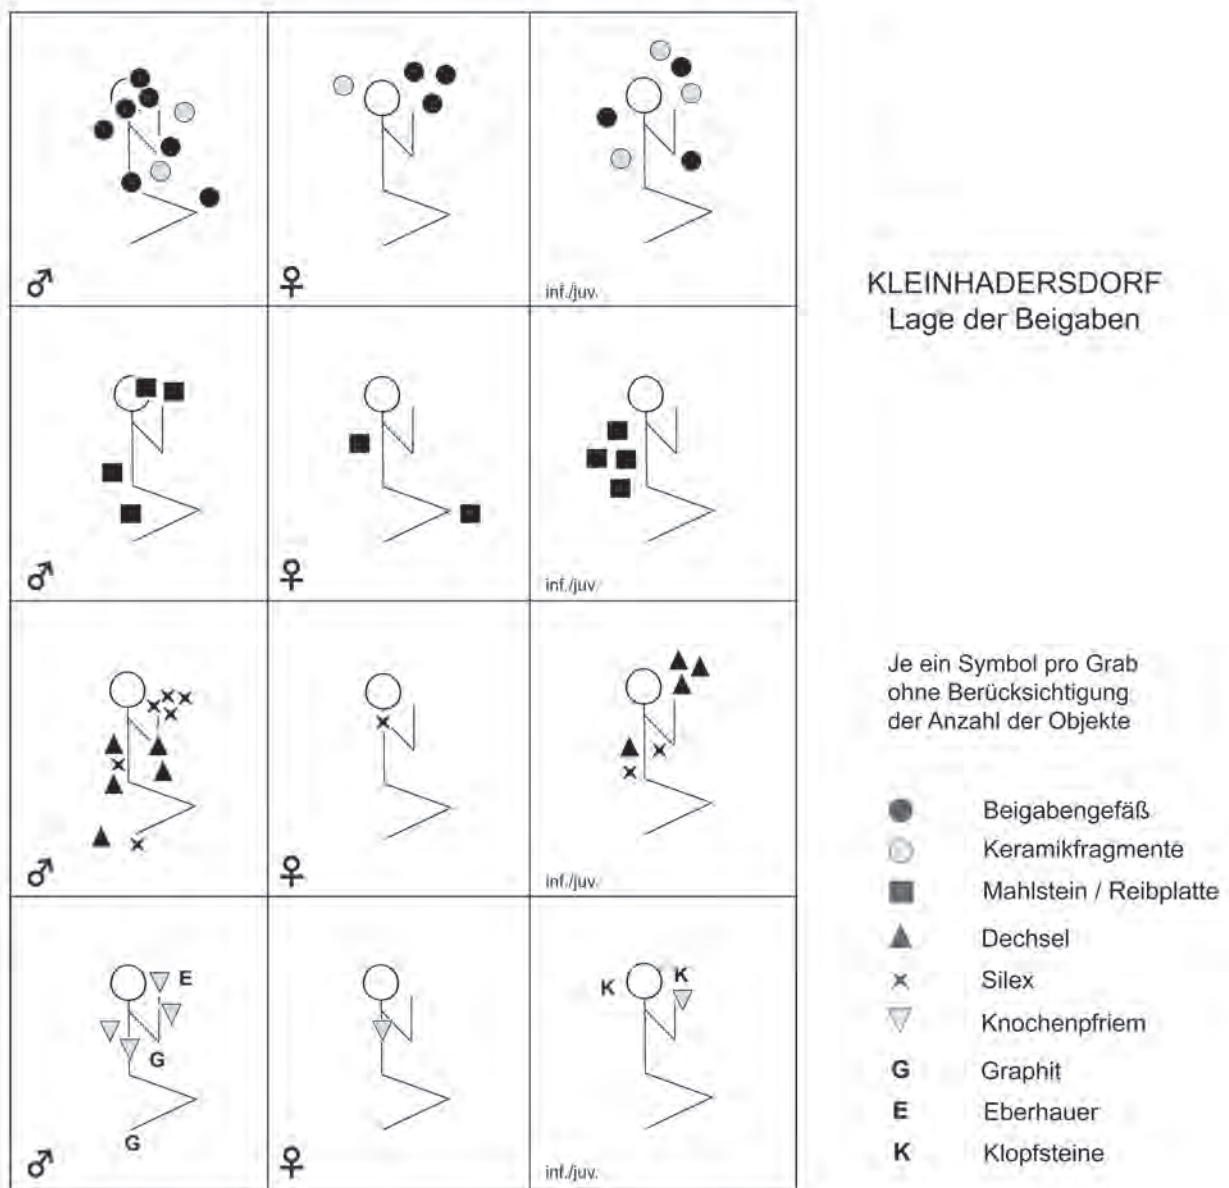 ♂
♀
inf./juv.
KLEINHADERSDORF
Lage der Beigaben
♂
♀
inf./juv.
♂
♀
inf./juv.
Je ein Symbol pro Grab
ohne Berücksichtigung
der Anzahl der Objekte
E
G
G
♂
♀
K
K
inf./juv.
Beigabengefäß
Keramikfragmente
Mahlstein / Reibplatte
Dechsel
Silex
Knochenpfriem
G Graphit
E Eberhauer
K Klopfsteine